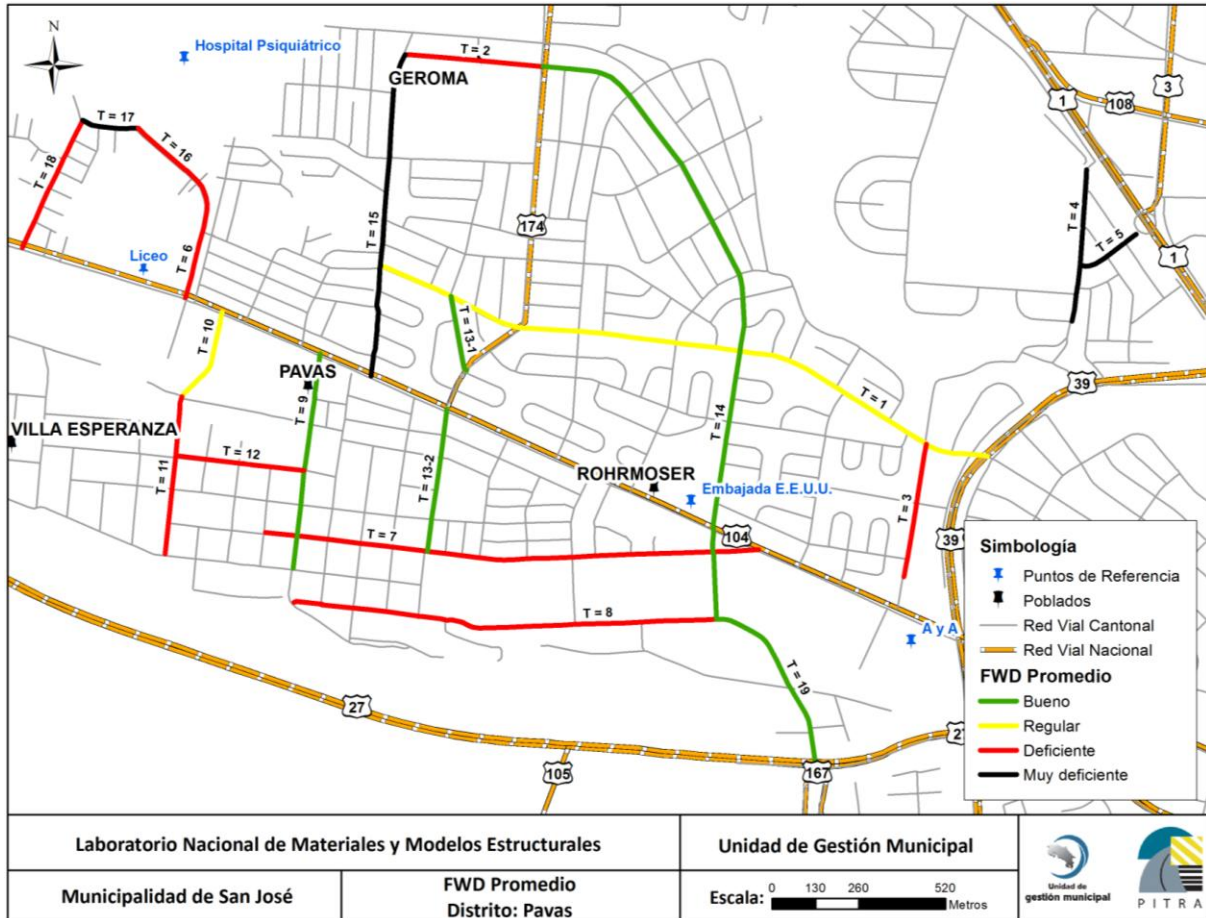 N
Hospital Psiquiátrico
T = 2
GEROMA
1
108
3
T = 17
T = 16
T = 18
T = 15
174
T = 4
T = 5
1
Liceo
T = 6
T = 10
T = 13-1
39
PAVAS
T = 9
T = 1
T = 14
VILLA ESPERANZA
T = 12
T = 11
T = 13-2
ROHRMOSER
Embajada E.E.U.U.
T = 3
T = 7
104
39
39
T = 8
A y A
T = 19
27
27
105
167
Simbología
Puntos de Referencia
Poblados
Red Vial Cantonal
Red Vial Nacional
FWD Promedio
Bueno
Regular
Deficiente
Muy deficiente
Laboratorio Nacional de Materiales y Modelos Estructurales
Unidad de Gestión Municipal
Municipalidad de San José
FWD Promedio
Distrito: Pavas
Escala: 0 130 260 520
Metros
Unidad de
gestión municipal
PITRA